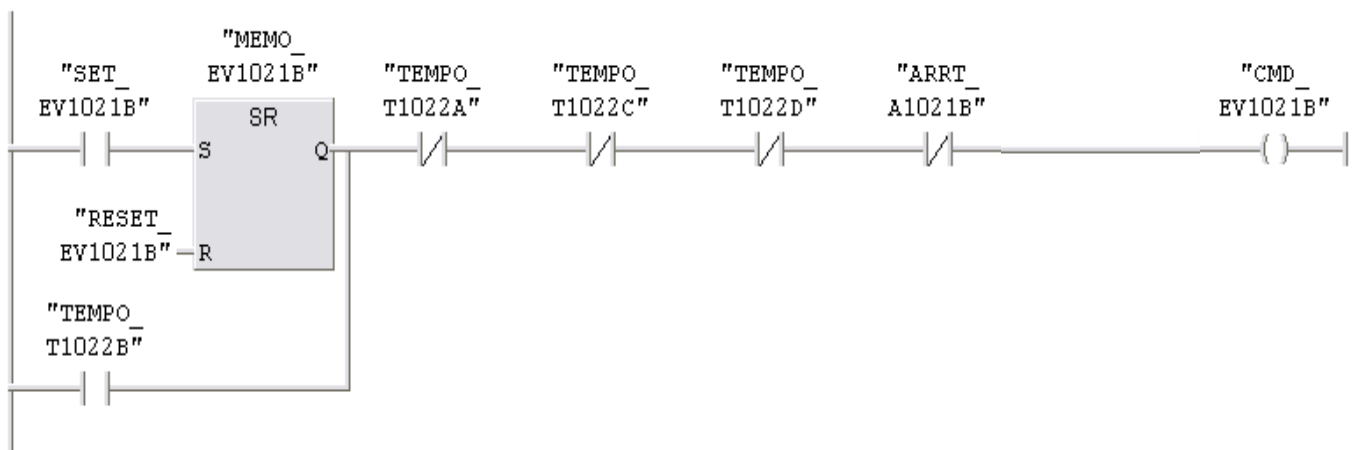 "SET_
EV1021B"
"MEMO_
EV1021B"
"TEMPO_
T1022A"
"TEMPO_
T1022C"
"TEMPO_
T1022D"
"ARRT_
A1021B"
"CMD_
EV1021B"
SR
S
Q
"RESET_
EV1021B"
R
"TEMPO_
T1022B"